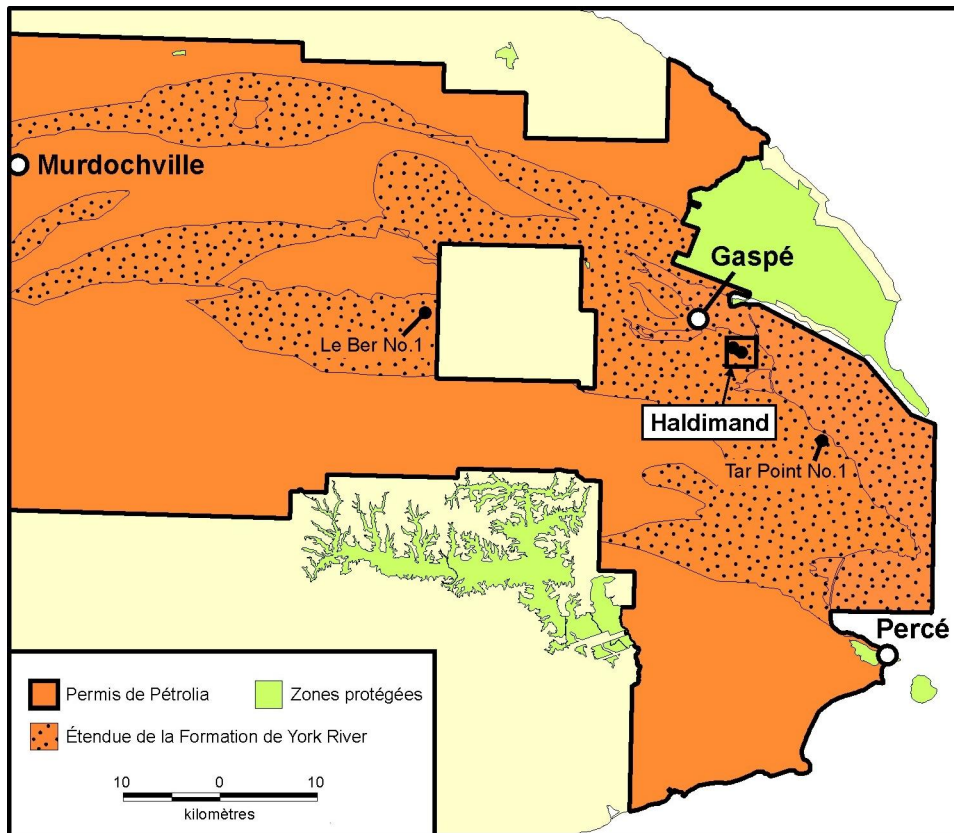 Murdochville
Gaspé
Le Ber No.1
Haldimand
Tar Point No.1
Percé
Permis de Pétrolia
Zones protégées
Étendue de la Formation de York River
10 0 10
kilomètres